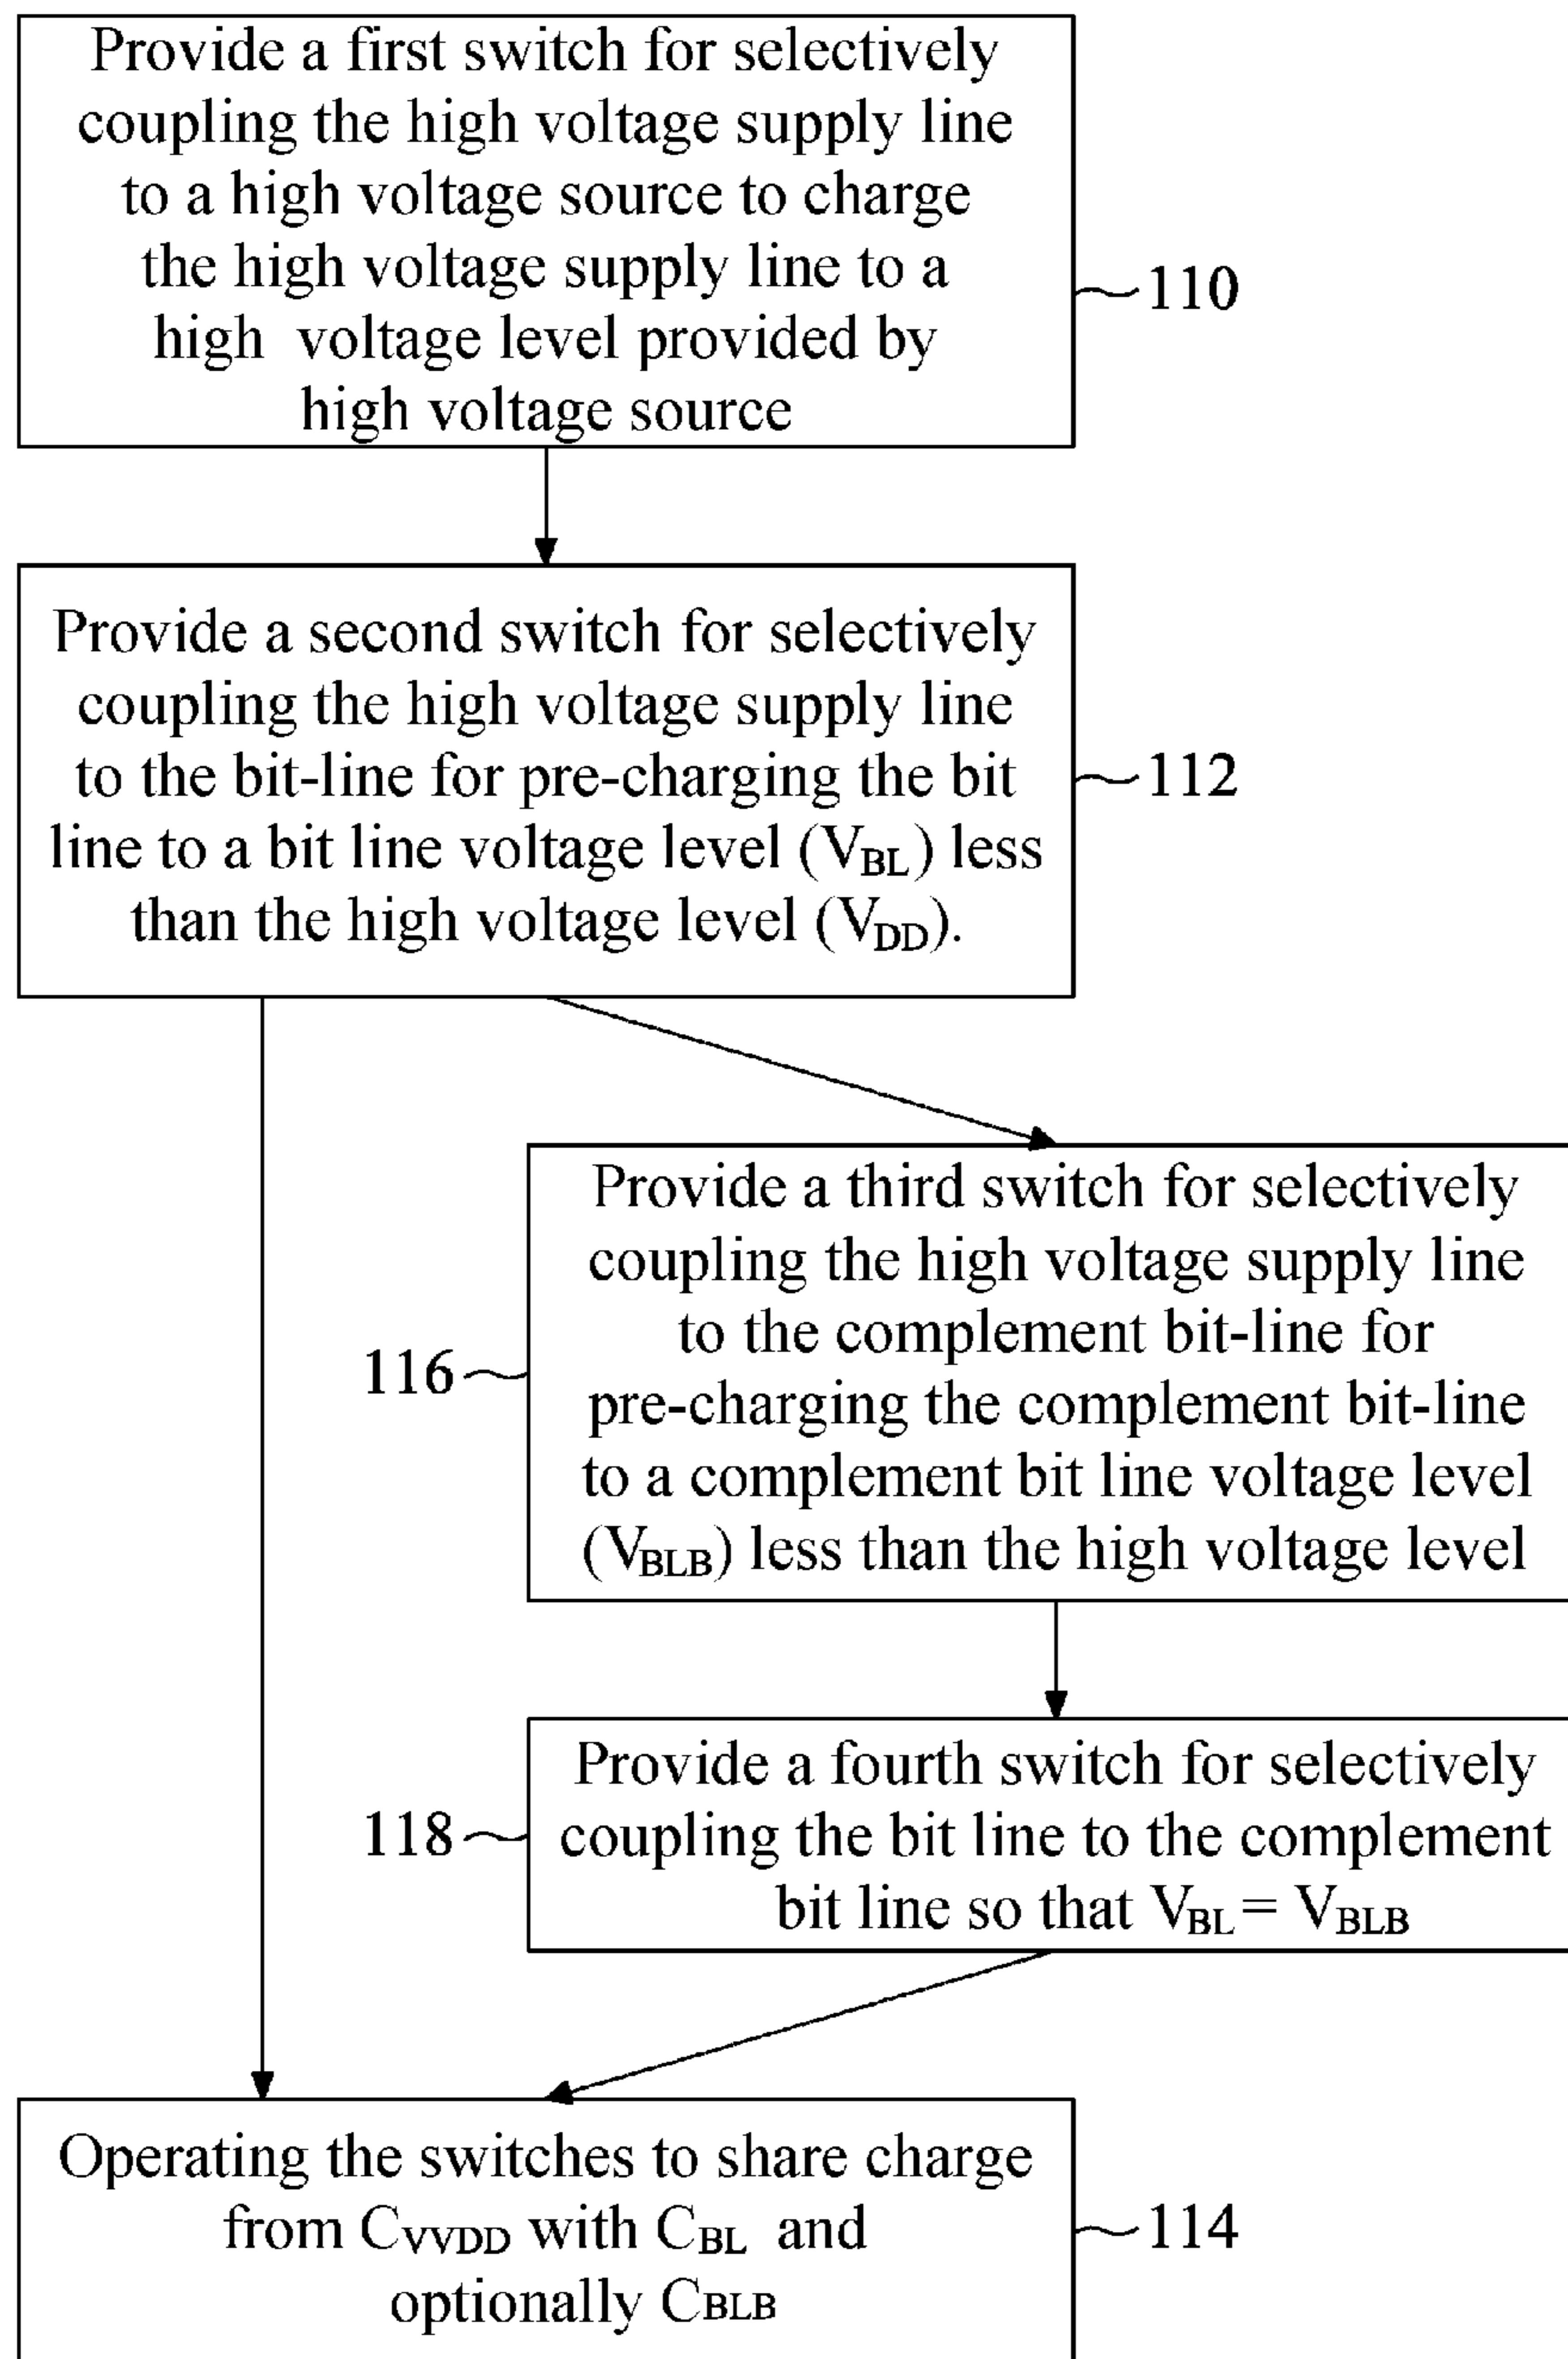 Provide a first switch for selectively
coupling the high voltage supply line
to a high voltage source to charge
the high voltage supply line to a
high voltage level provided by
high voltage source
110
Provide a second switch for selectively
coupling the high voltage supply line
to the bit-line for pre-charging the bit
line to a bit line voltage level (VBL) less
than the high voltage level (VDD).
112
Provide a third switch for selectively
coupling the high voltage supply line
to the complement bit-line for
pre-charging the complement bit-line
to a complement bit line voltage level
(VBLB) less than the high voltage level
116
Provide a fourth switch for selectively
coupling the bit line to the complement
bit line so that VBL = VBLB
118
Operating the switches to share charge
from CVVDD with CBL and
optionally CBLB
114